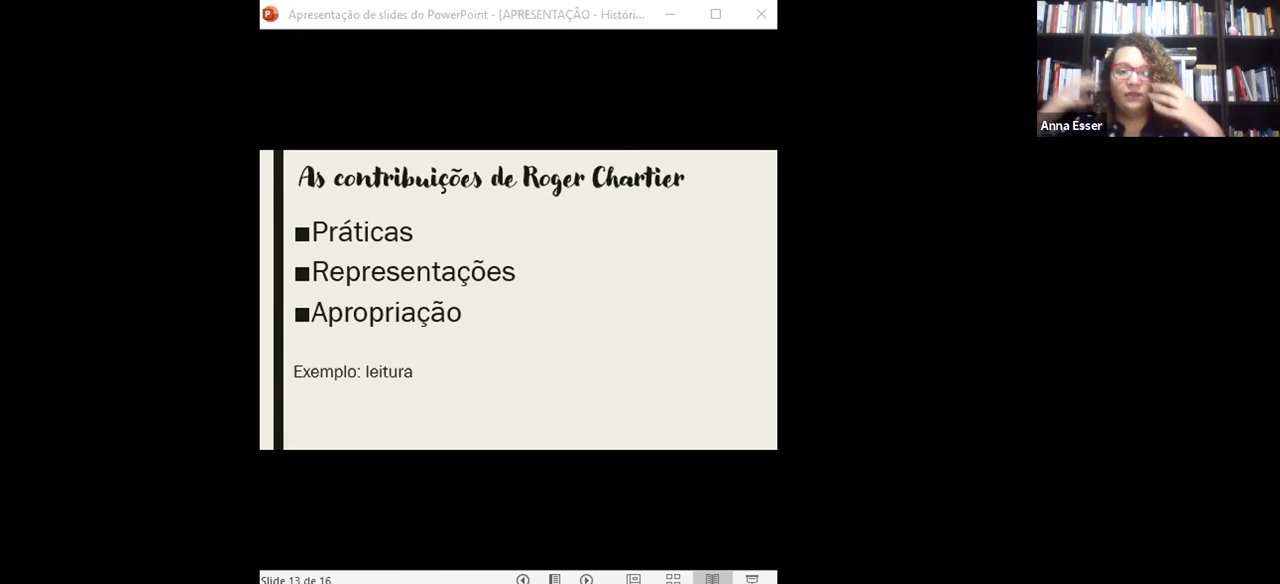 Apresentação de slides do PowerPoint - [APRESENTAÇÃO - Históri...
Anna Esser
As contribuições de Roger Chartier
■Práticas
■Representações
■Apropriação
Exemplo: leitura
Slide 13 de 16